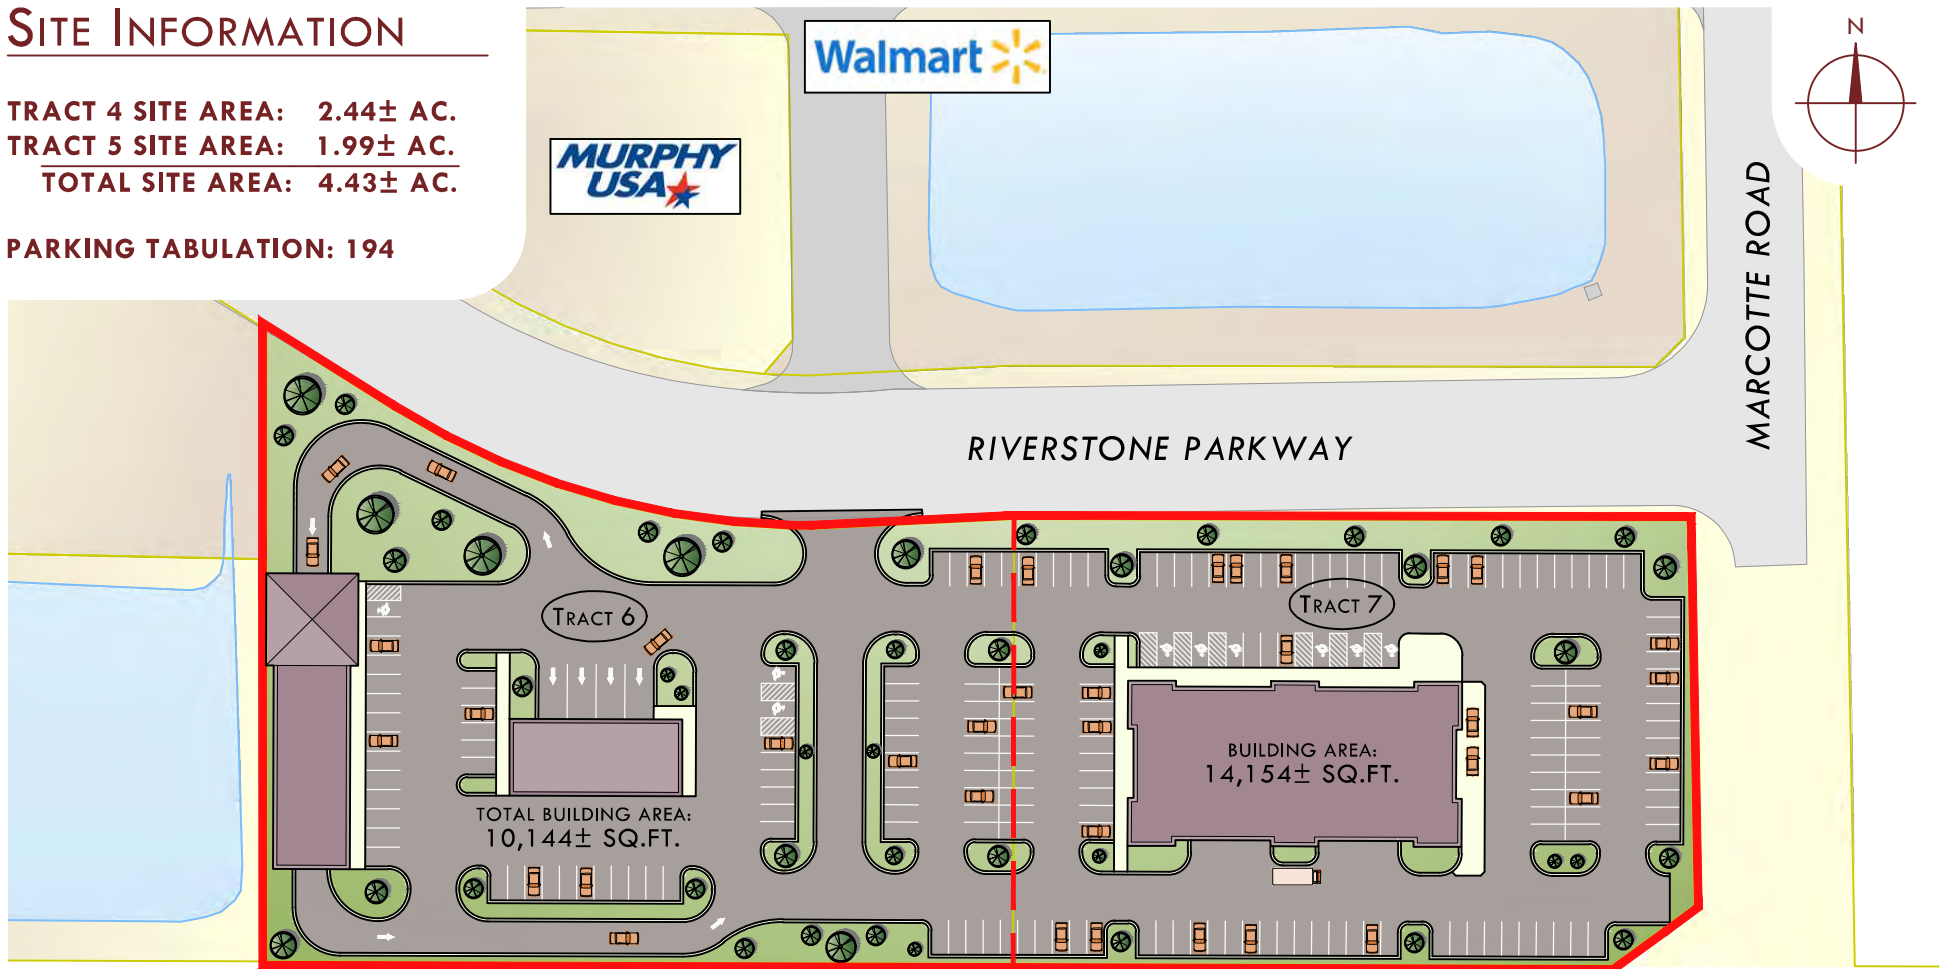 SITE INFORMATION
TRACT 4 SITE AREA: 2.44± AC.
TRACT 5 SITE AREA: 1.99± AC.
TOTAL SITE AREA: 4.43± AC.
PARKING TABULATION: 194
Walmart
MURPHY
USA
N
MARCOTTE ROAD
RIVERSTONE PARKWAY
TRACT 6
TRACT 7
BUILDING AREA:
14,154± SQ.FT.
TOTAL BUILDING AREA:
10,144± SQ.FT.